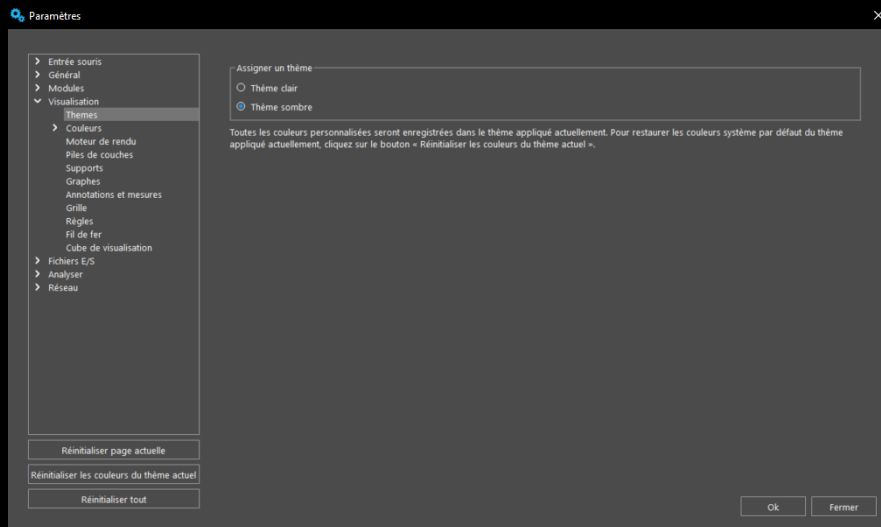 Paramètres
Entrée souris
Général
Modules
Visualisation
Themes
Couleurs
Moteur de rendu
Piles de couches
Supports
Graphes
Annotations et mesures
Grille
Règles
Fil de fer
Cube de visualisation
Fichiers E/S
Analyser
Réseau
Réinitialiser page actuelle
Réinitialiser les couleurs du thème actuel
Réinitialiser tout
Assigner un thème
Thème clair
Thème sombre
Toutes les couleurs personnalisées seront enregistrées dans le thème appliqué actuellement. Pour restaurer les couleurs système par défaut du thème
appliqué actuellement, cliquez sur le bouton « Réinitialiser les couleurs du thème actuel ».
Ok
Fermer